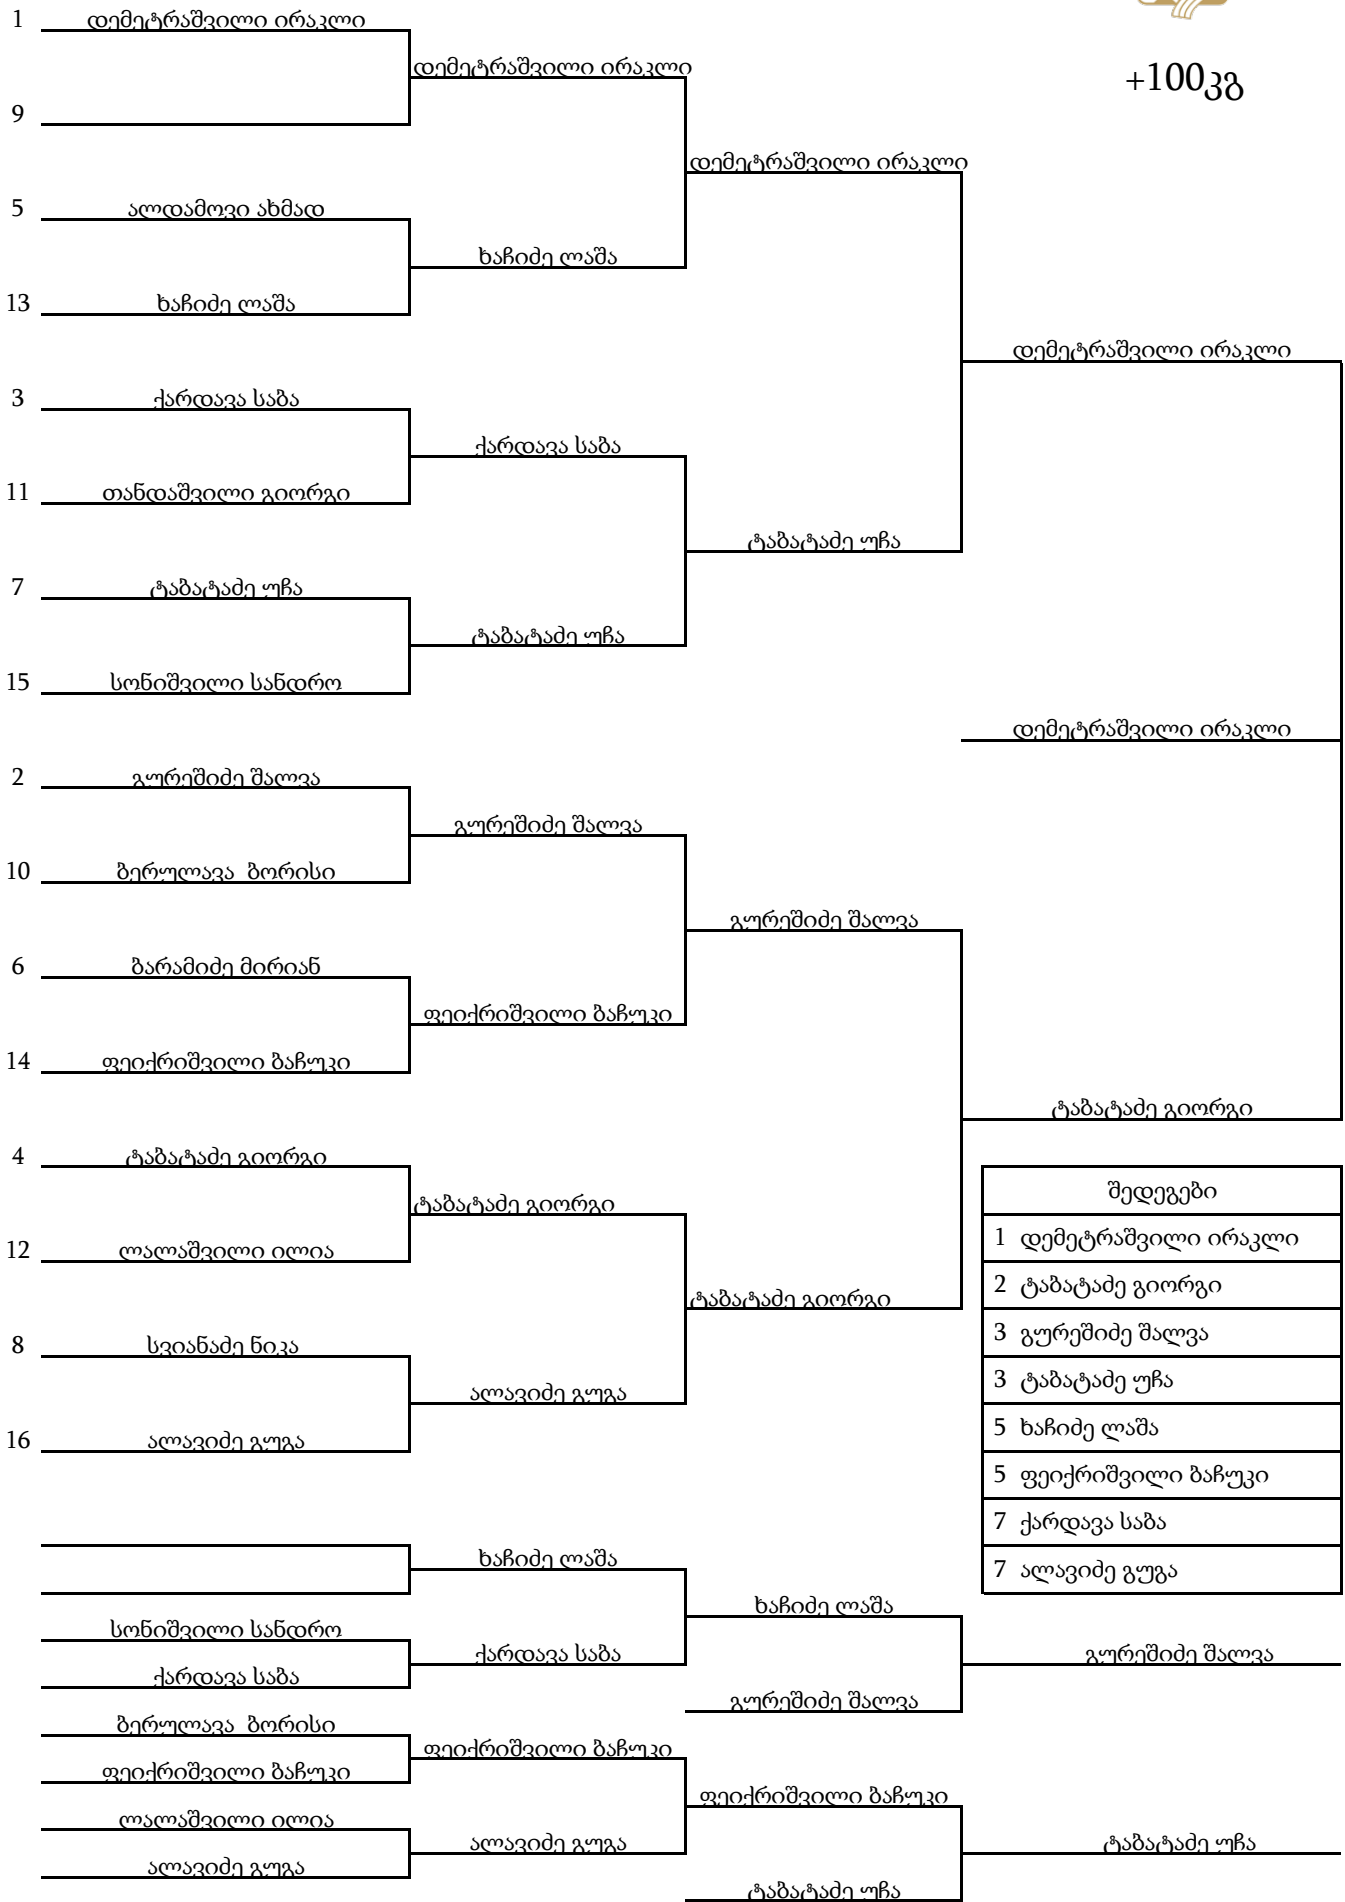 1 დემეტრაშვილი ირაკლი
დემეტრაშვილი ირაკლი
+100კგ
9
დემეტრაშვილი ირაკლი
5 ალდამოვი ახმად
ხაჩიძე ლაშა
13 ხაჩიძე ლაშა
დემეტრაშვილი ირაკლი
3 ქარდავა საბა
ქარდავა საბა
11 თანდაშვილი გიორგი
ტაბატაძე უჩა
7 ტაბატაძე უჩა
ტაბატაძე უჩა
15 სონიშვილი სანდრო
დემეტრაშვილი ირაკლი
2 გურეშიძე შალვა
გურეშიძე შალვა
10 ბერულავა ბორისი
გურეშიძე შალვა
6 ბარამიძე მირიან
ფეიქრიშვილი ბაჩუკი
14 ფეიქრიშვილი ბაჩუკი
ტაბატაძე გიორგი
4 ტაბატაძე გიორგი
ტაბატაძე გიორგი
12 ლალაშვილი ილია
ტაბატაძე გიორგი
8 სვიანაძე ნიკა
ალავიძე გუგა
16 ალავიძე გუგა
შედეგები
1 დემეტრაშვილი ირაკლი
2 ტაბატაძე გიორგი
3 გურეშიძე შალვა
3 ტაბატაძე უჩა
5 ხაჩიძე ლაშა
5 ფეიქრიშვილი ბაჩუკი
7 ქარდავა საბა
7 ალავიძე გუგა
ხაჩიძე ლაშა
ხაჩიძე ლაშა
სონიშვილი სანდრო
ქარდავა საბა
გურეშიძე შალვა
ქარდავა საბა
გურეშიძე შალვა
ბერულავა ბორისი
ფეიქრიშვილი ბაჩუკი
ფეიქრიშვილი ბაჩუკი
ფეიქრიშვილი ბაჩუკი
ლალაშვილი ილია
ალავიძე გუგა
ტაბატაძე უჩა
ალავიძე გუგა
ტაბატაძე უჩა